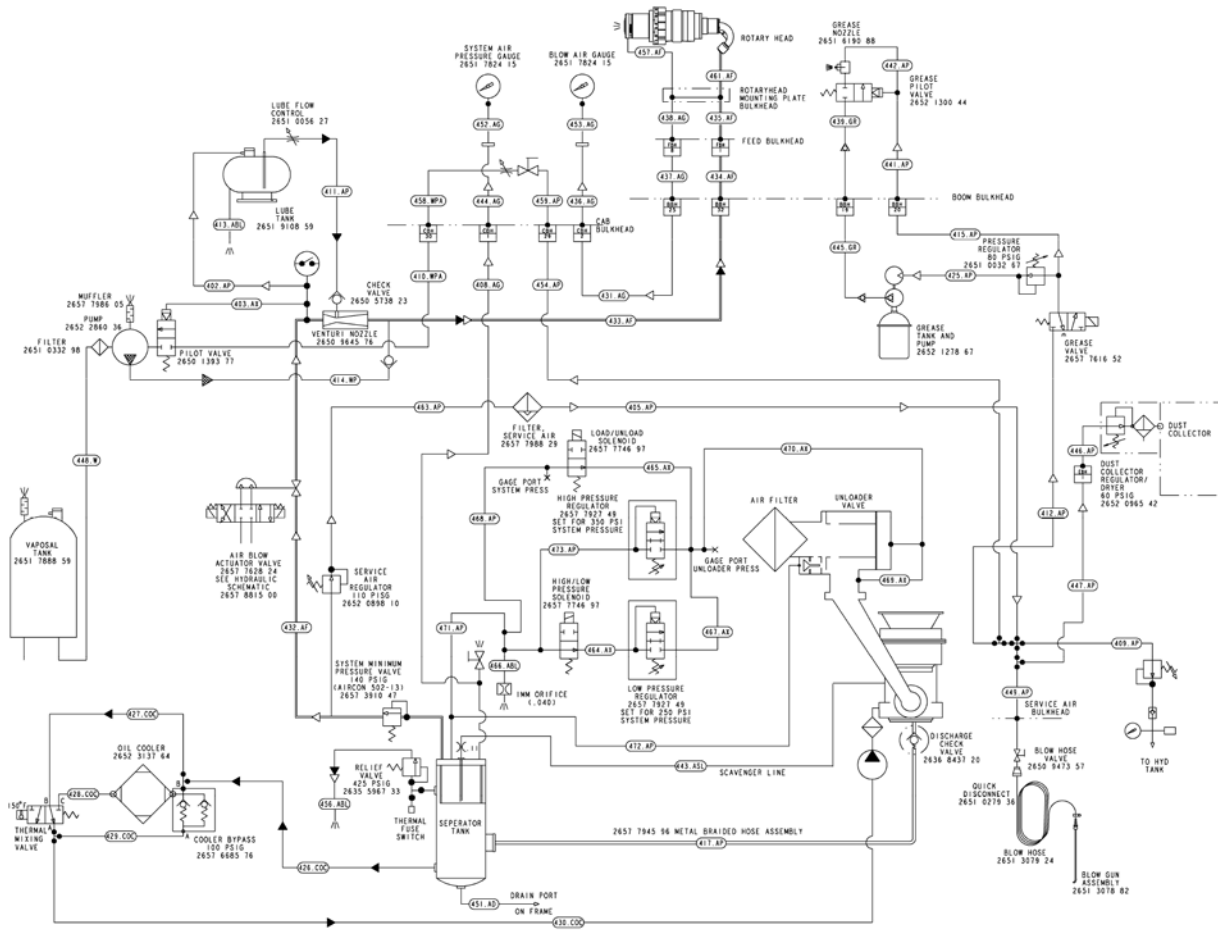 SYSTEM AIR
PRESSURE GAUGE
2651 7824 15
BLOW AIR GAUGE
2651 7824 15
457.AF
ROTARY HEAD
461.AF
ROTARYHEAD
MOUNTING PLATE
BULKHEAD
GREASE
NOZZLE
2651 6190 88
442.AP
GREASE
PILOT
VALVE
2652 1300 44
LUBE FLOW
CONTROL
2651 0056 27
452.AG
453.AG
438.AG
435.AF
439.GR
FEED BULKHEAD
411.AP
441.AP
437.AG
434.AF
458.WPA
444.AG
459.AP
436.AG
BOOM BULKHEAD
LUBE
TANK
2651 9108 59
413.ABL
CAB
BULKHEAD
415.AP
PRESSURE
REGULATOR
80 PSIG
2651 0032 67
445.GR
425.AP
410.WPA
408.AG
454.AP
431.AG
402.AP
403.AX
CHECK
VALVE
2650 5738 23
MUFFLER
2657 7986 05
PUMP
2652 2860 36
FILTER
2651 0332 98
433.AF
VENTURI NOZZLE
2650 9645 76
PILOT VALVE
2650 1393 77
GREASE
TANK AND
PUMP
2652 1278 67
GREASE
VALVE
2657 7616 52
414.WP
463.AP
405.AP
FILTER,
SERVICE AIR
2657 7988 29
LOAD/UNLOAD
SOLENOID
2657 7746 97
DUST
COLLECTOR
446.AP
448.W
GAGE PORT
SYSTEM PRESS
465.AX
470.AX
AIR FILTER
UNLOADER
VALVE
DUST
COLLECTOR
REGULATOR/
DRYER
60 PSIG
2652 0965 42
HIGH PRESSURE
REGULATOR
2657 7927 49
SET FOR 350 PSI
SYSTEM PRESSURE
468.AP
412.AP
VAPOSAL
TANK
2651 7888 59
AIR BLOW
ACTUATOR VALVE
2657 7628 24
SEE HYDRAULIC
SCHEMATIC
2657 8815 00
473.AP
GAGE PORT
UNLOADER PRESS
SERVICE
AIR
REGULATOR
110 PISG
2652 0898 10
HIGH/LOW
PRESSURE
SOLENOID
2657 7746 97
469.AX
447.AP
432.AF
471.AP
467.AX
464.AX
409.AP
466.ABL
SYSTEM MINIMUM
PRESSURE VALVE
140 PSIG
(AIRCON 502-13)
2657 3910 47
1MM ORIFICE
(.040)
LOW PRESSURE
REGULATOR
2657 7927 49
SET FOR 250 PSI
SYSTEM PRESSURE
449.AP
SERVICE AIR
BULKHEAD
427.COC
472.AP
DISCHARGE
CHECK
VALVE
2636 8437 20
OIL COOLER
2652 3137 64
443.ASL
SCAVENGER LINE
BLOW HOSE
VALVE
2650 9473 57
TO HYD
TANK
RELIEF
VALVE
425 PSIG
2635 5967 33
QUICK
DISCONNECT
2651 0279 36
150°F
B
C
A
428.COC
B
456.ABL
THERMAL
FUSE
SWITCH
SEPERATOR
TANK
THERMAL
MIXING
VALVE
429.COC
A
COOLER BYPASS
100 PSIG
2657 6685 76
2657 7945 96 METAL BRAIDED HOSE ASSEMBLY
417.AP
BLOW HOSE
2651 3079 24
426.COC
BLOW GUN
ASSEMBLY
2651 3078 82
DRAIN PORT
ON FRAME
451.AD
430.COC